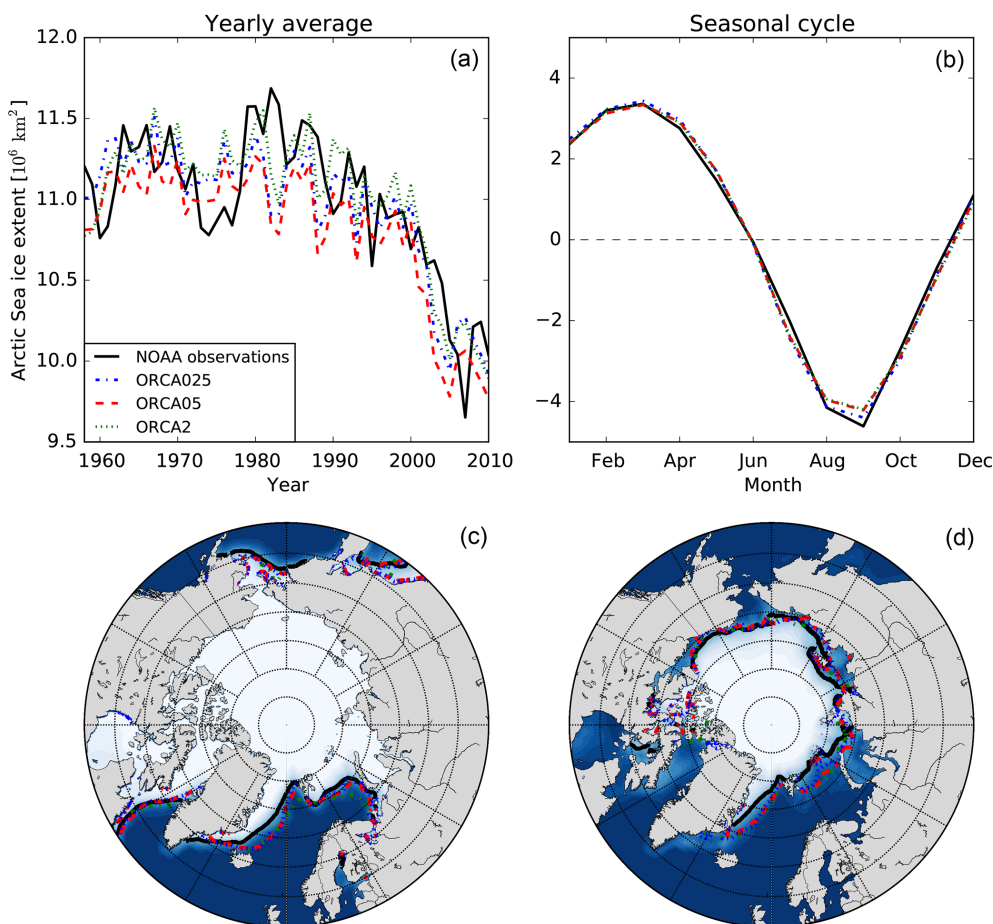 Yearly average
(a)
12.0
11.5
11.0
10.5
10.0
9.5
Arctic Sea ice extent [10⁶ km²]
NOAA observations
ORCA025
ORCA05
ORCA2
1960 1970 1980 1990 2000 2010
Year
Seasonal cycle
(b)
4
2
0
−2
−4
Feb Apr Jun Aug Oct Dec
Month
(c)
(d)